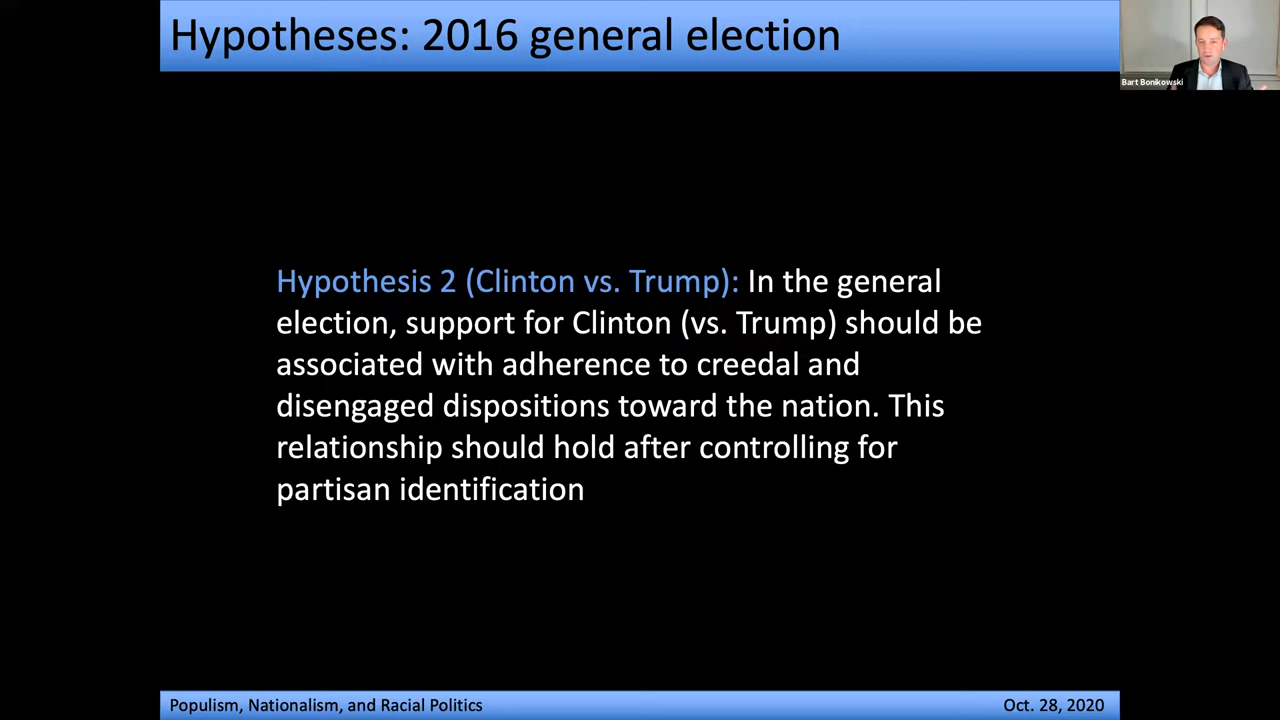 Hypotheses: 2016 general election
Bart Bonikowski
Hypothesis 2 (Clinton vs. Trump): In the general
election, support for Clinton (vs. Trump) should be
associated with adherence to creedal and
disengaged dispositions toward the nation. This
relationship should hold after controlling for
partisan identification
Populism, Nationalism, and Racial Politics
Oct. 28, 2020